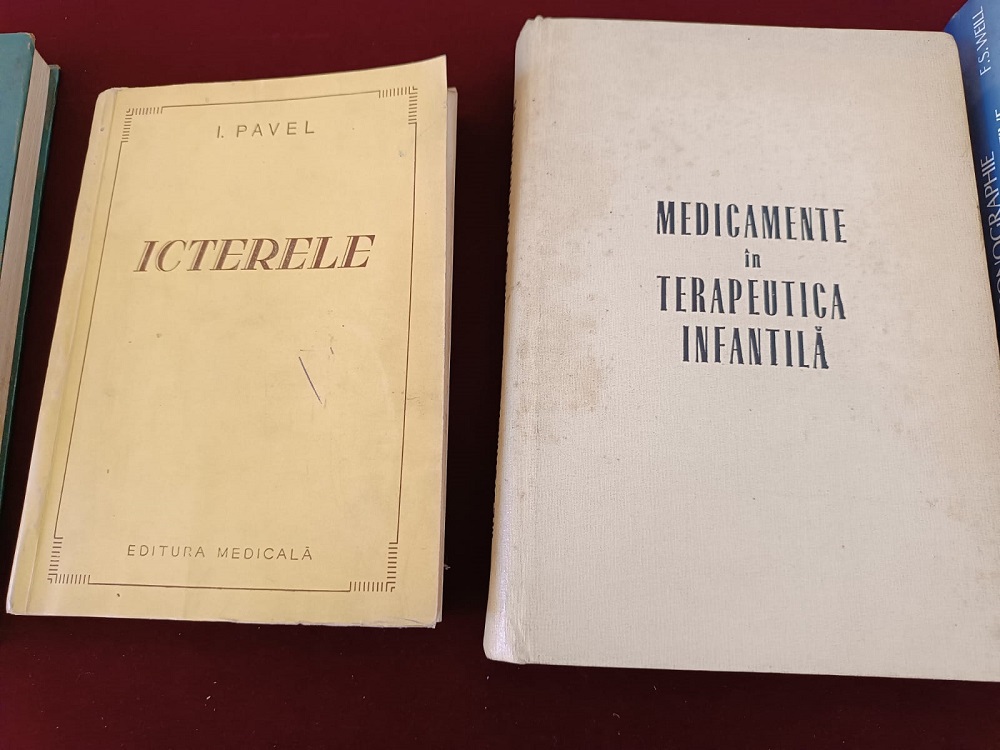 I. PAVEL
ICTERELE
EDITURA MEDICALĂ
MEDICAMENTE
în
TERAPEUTICA
INFANTILĂ
F.S. WEILL